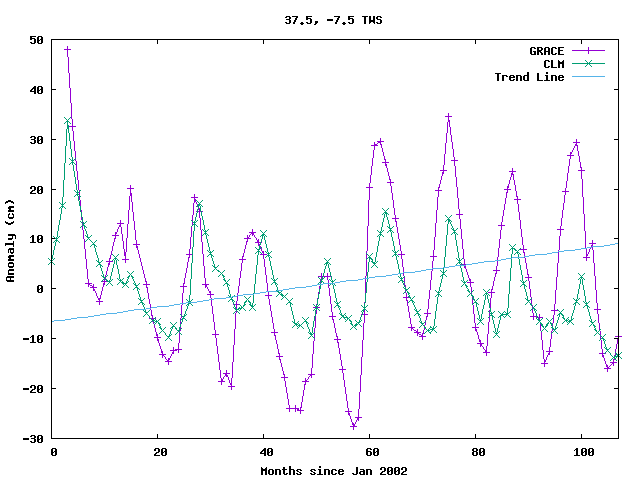 37.5, -7.5 TWS
GRACE
CLM
Trend Line
50
40
30
20
10
0
-10
-20
-30
Anomaly (cm)
0 20 40 60 80 100
Months since Jan 2002